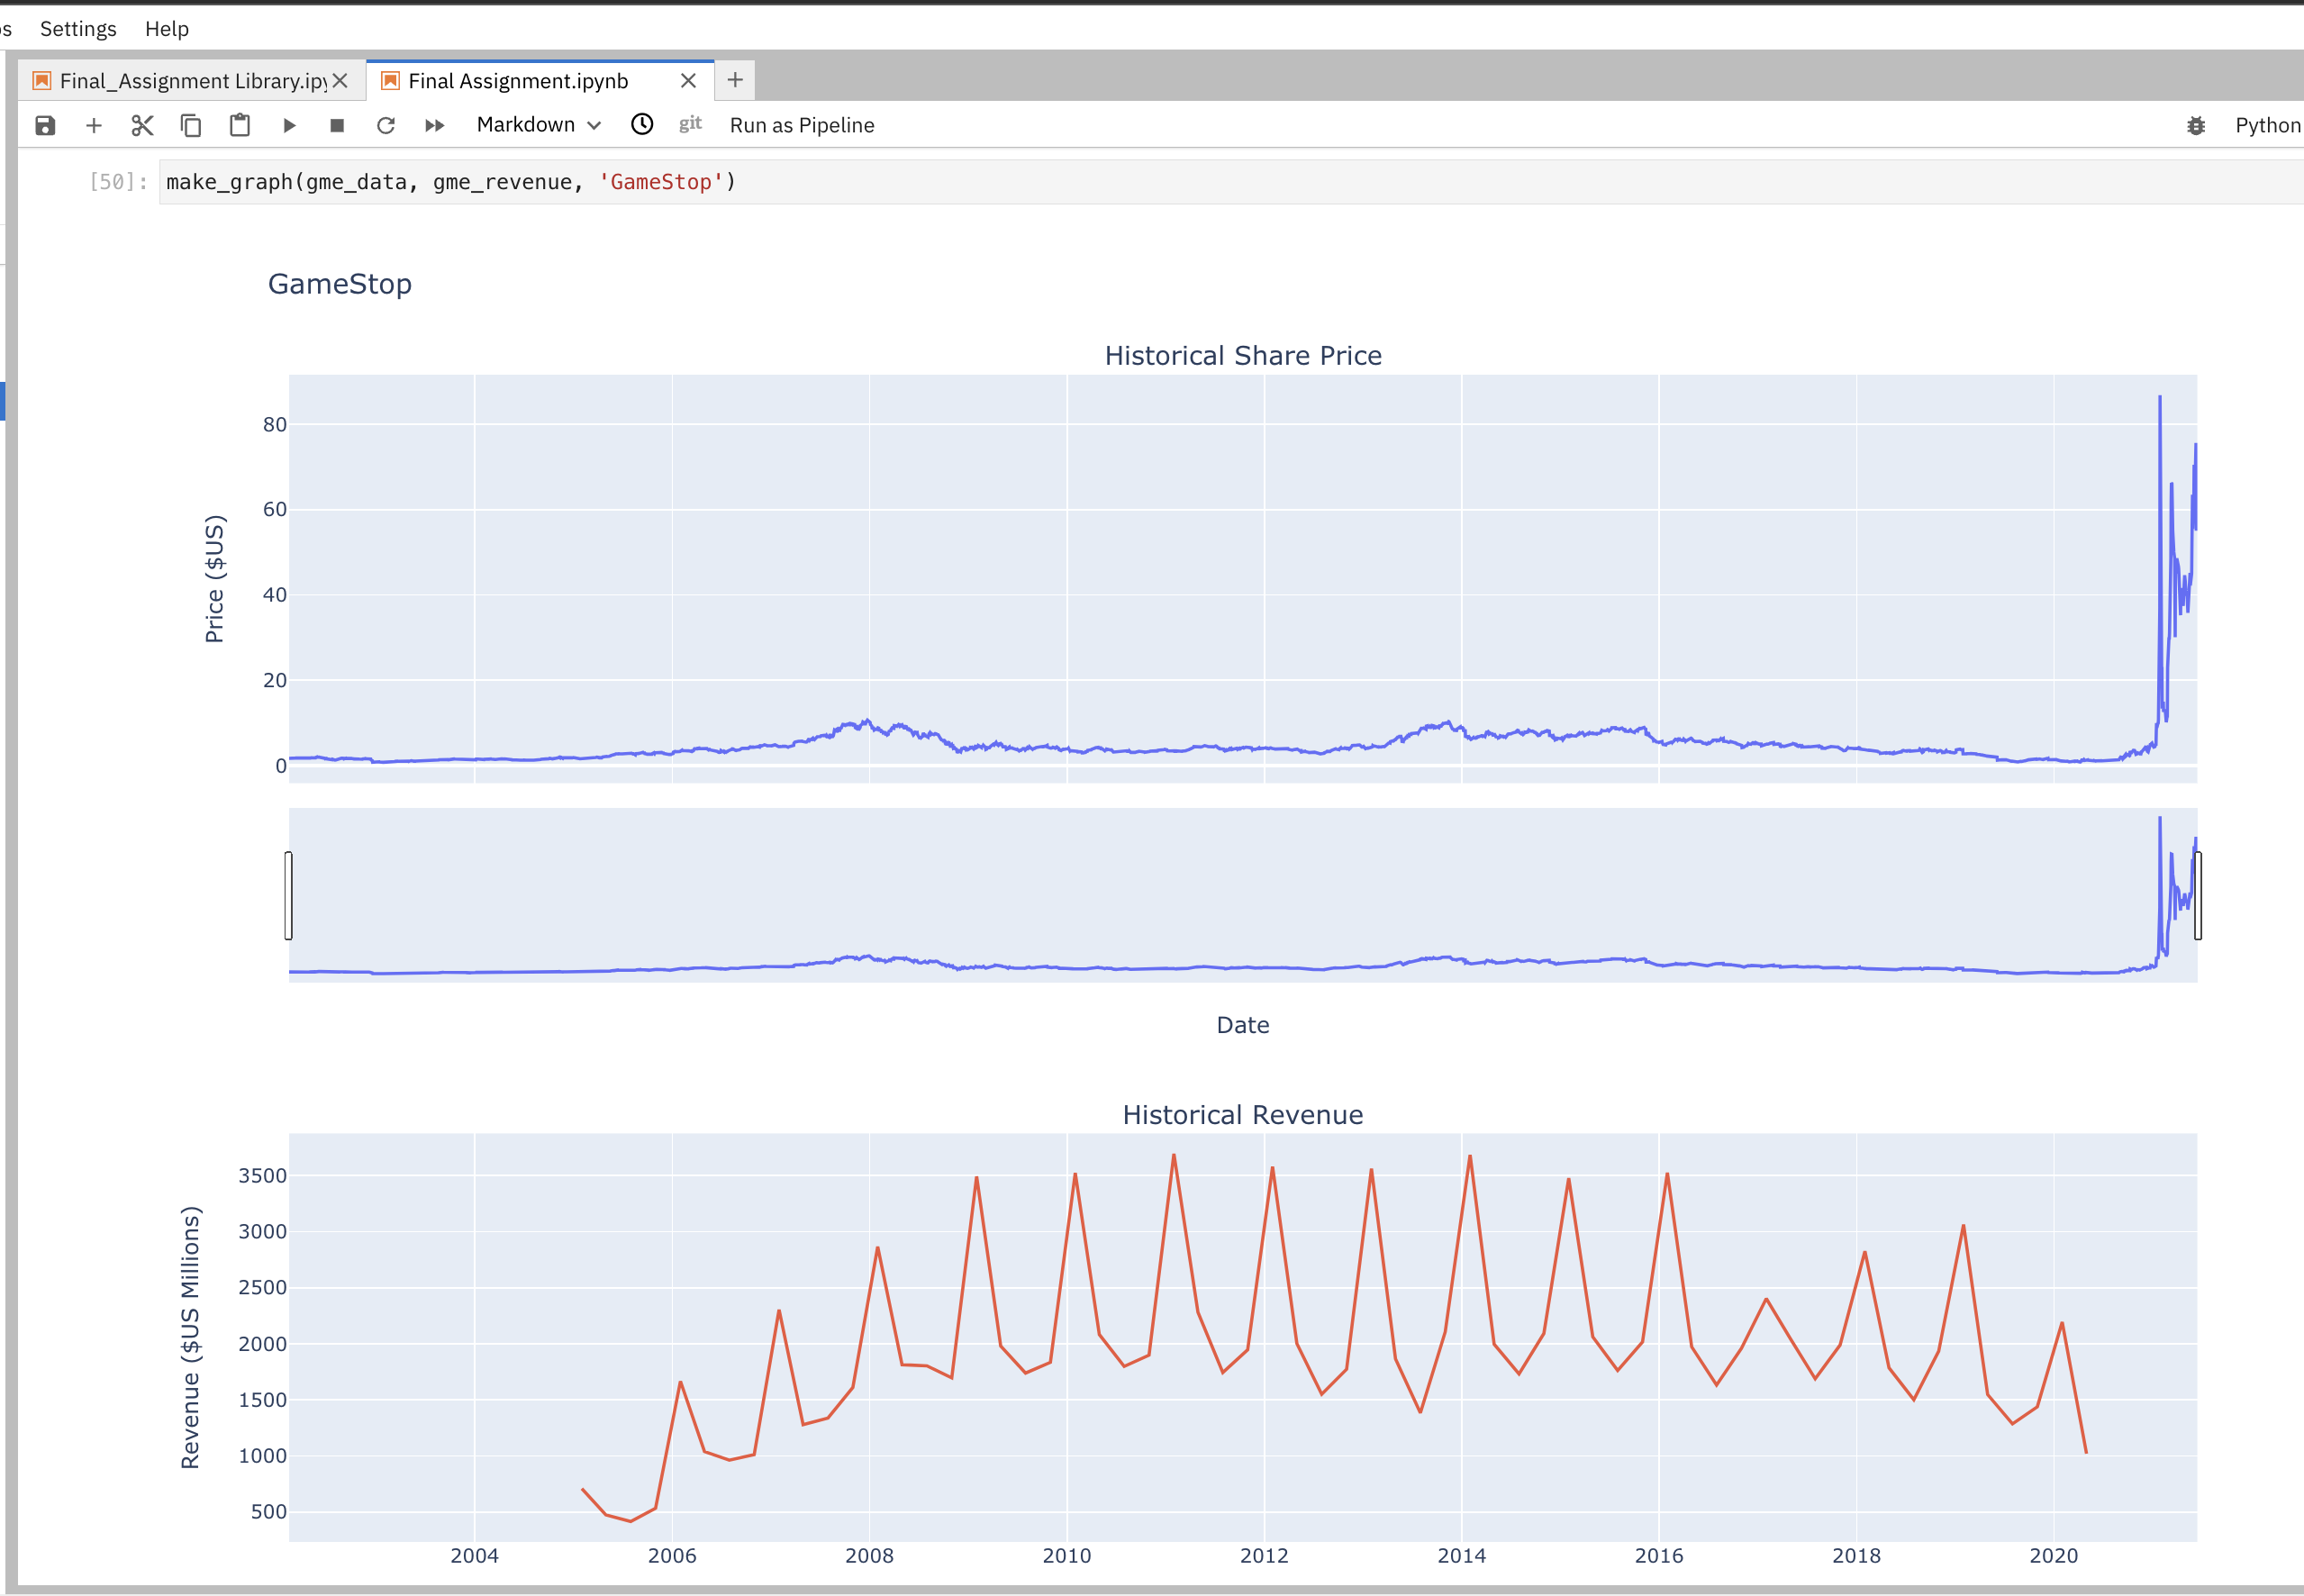 Settings Help
Final_Assignment Library.ipy Final Assignment.ipynb
Markdown git Run as Pipeline Python
[50]: make_graph(gme_data, gme_revenue, 'GameStop')
GameStop
Historical Share Price
80
60
40
20
0
Price ($US)
Date
Historical Revenue
3500
3000
2500
2000
1500
1000
500
Revenue ($US Millions)
2004 2006 2008 2010 2012 2014 2016 2018 2020